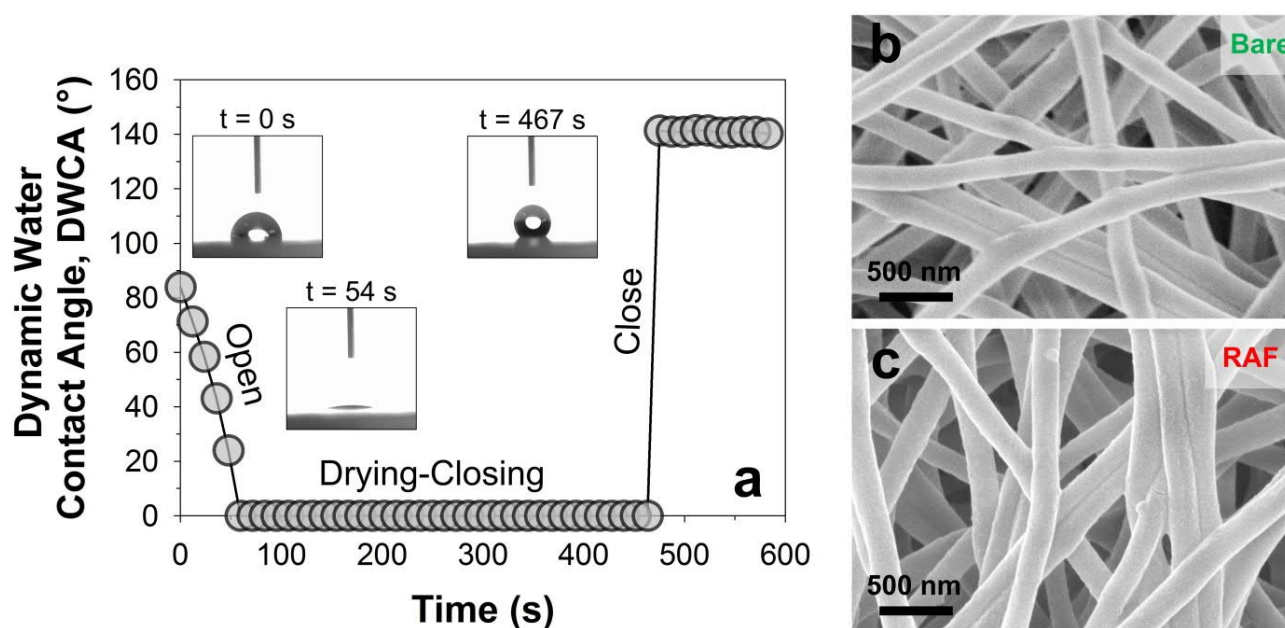 Dynamic Water
Contact Angle, DWCA (°)
160
140
120
100
80
60
40
20
0
t = 0 s
t = 467 s
t = 54 s
Open
Close
Drying-Closing
a
0
100
200
300
400
500
600
Time (s)
b
Bare
500 nm
c
RAF
500 nm